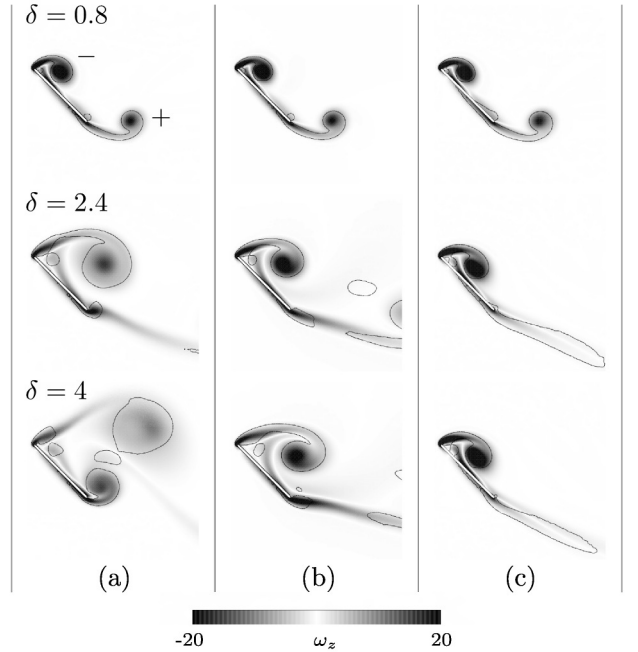 δ = 0.8
−
+
δ = 2.4
δ = 4
(a) (b) (c)
-20 ω_z 20